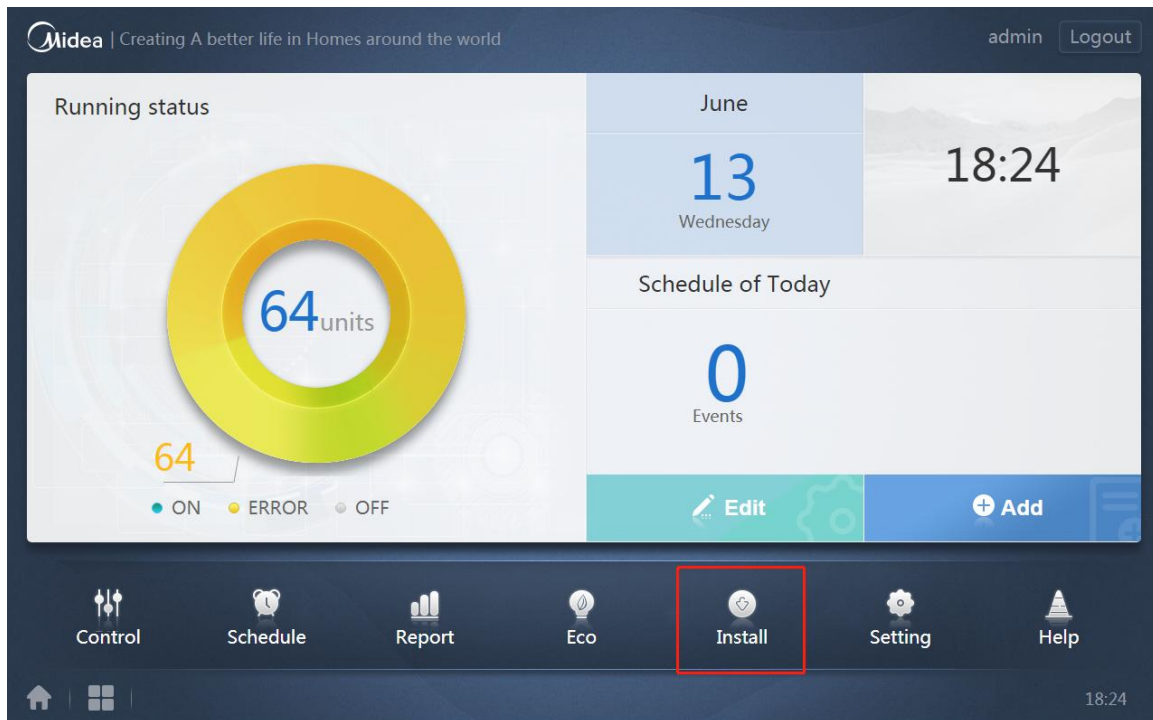 Midea | Creating A better life in Homes around the world
admin Logout
Running status
64 units
64
ON ERROR OFF
June
13
Wednesday
18:24
Schedule of Today
0
Events
Edit
Add
Control Schedule Report Eco Install Setting Help
18:24